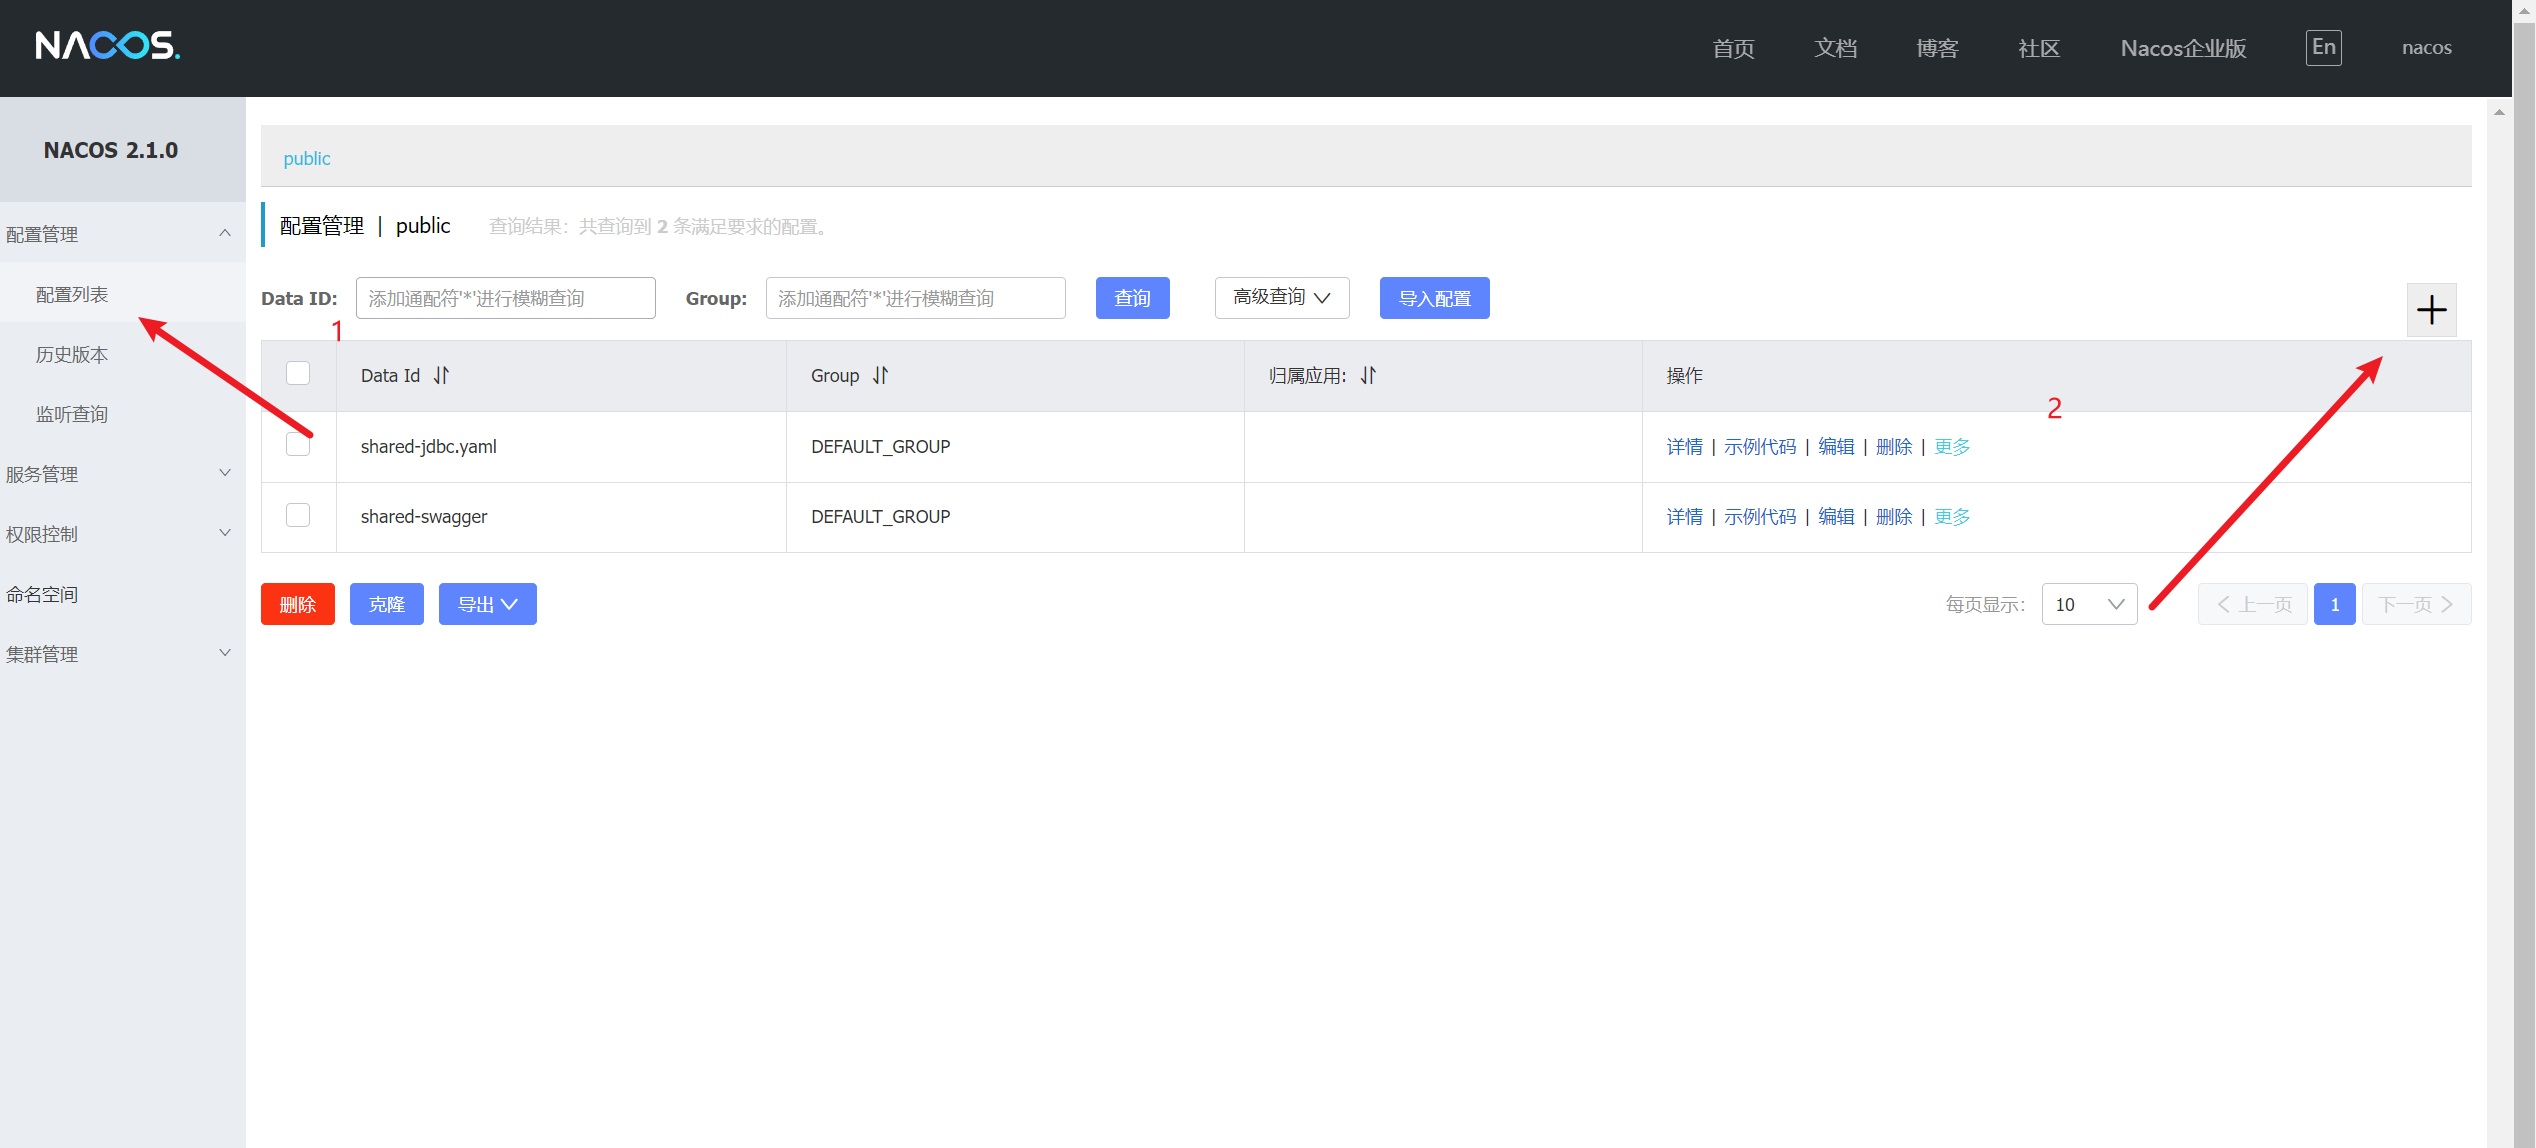 NACOS.
首页 文档 博客 社区 Nacos企业版 En nacos
NACOS 2.1.0
配置管理
配置列表
历史版本
监听查询
服务管理
权限控制
命名空间
集群管理
public
配置管理 | public 查询结果：共查询到 2 条满足要求的配置。
Data ID: 添加通配符'*'进行模糊查询 Group: 添加通配符'*'进行模糊查询 查询 高级查询 导入配置
1
Data Id Group 归属应用: 操作
2
shared-jdbc.yaml DEFAULT_GROUP 详情 | 示例代码 | 编辑 | 删除 | 更多
shared-swagger DEFAULT_GROUP 详情 | 示例代码 | 编辑 | 删除 | 更多
删除 克隆 导出 每页显示： 10 上一页 1 下一页